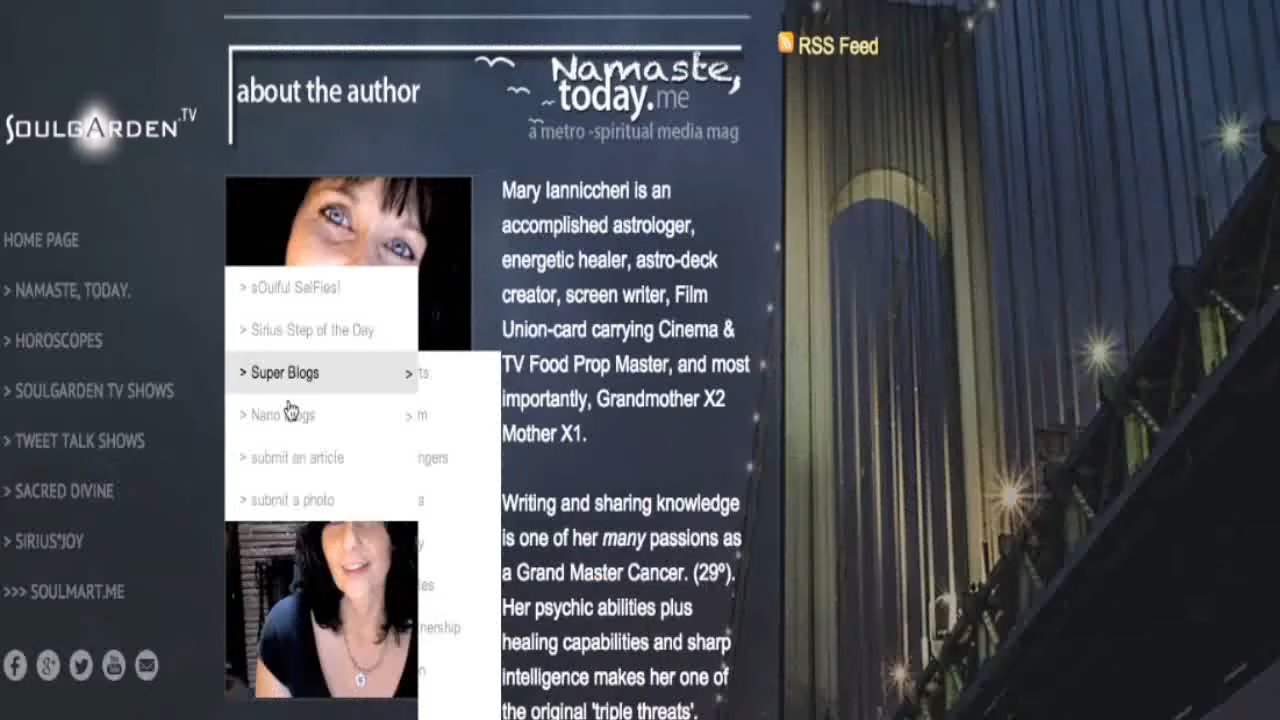 SOULGARDEN.TV
HOME PAGE
> NAMASTE, TODAY.
> HOROSCOPES
> SOULGARDEN TV SHOWS
> TWEET TALK SHOWS
> SACRED DIVINE
> SIRIUS*JOY
>>> SOULMART.ME
about the author
Namaste,
today.me
a metro -spiritual media mag
> sOulful SelFies!
> Sirius Step of the Day
> Super Blogs >
> Nano >
> submit an article
> submit a photo
Mary Ianniccheri is an
accomplished astrologer,
energetic healer, astro-deck
creator, screen writer, Film
Union-card carrying Cinema &
TV Food Prop Master, and most
importantly, Grandmother X2
Mother X1.
Writing and sharing knowledge
is one of her many passions as
a Grand Master Cancer. (29º).
Her psychic abilities plus
healing capabilities and sharp
intelligence makes her one of
the original 'triple threats'.
RSS Feed